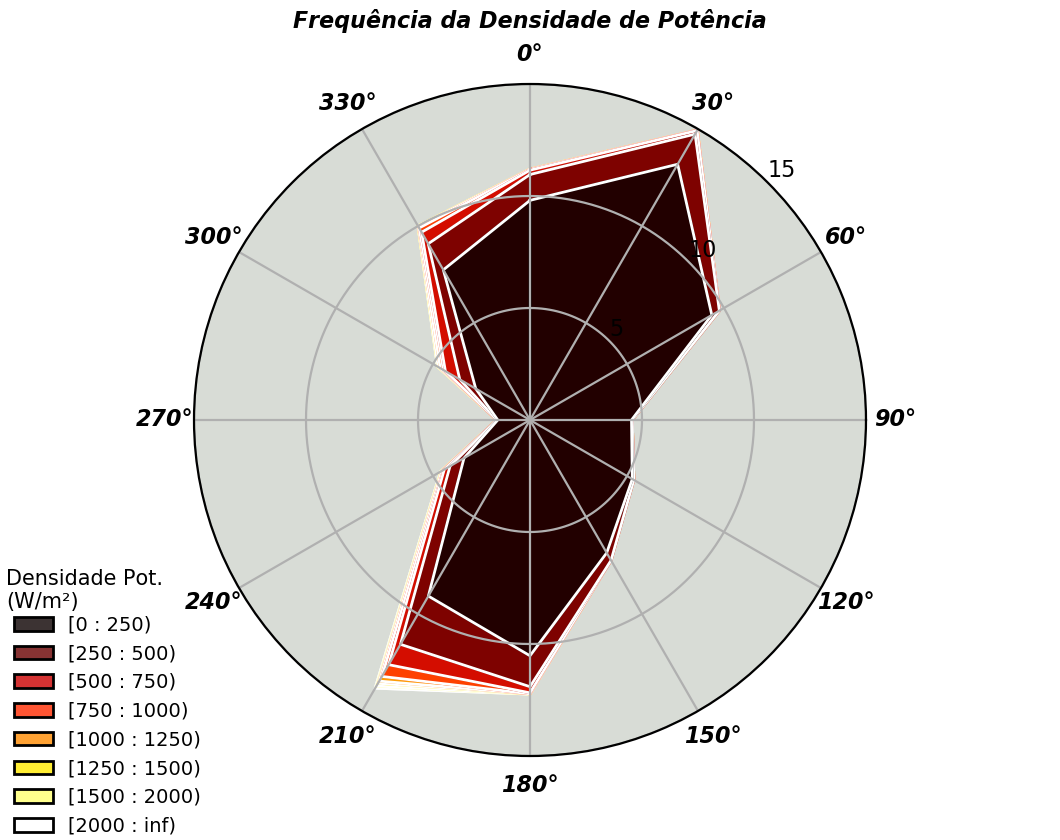 Frequência da Densidade de Potência
0°
330°
30°
15
300°
60°
10
5
270°
90°
240°
120°
210°
150°
180°
Densidade Pot.
(W/m²)
[0 : 250)
[250 : 500)
[500 : 750)
[750 : 1000)
[1000 : 1250)
[1250 : 1500)
[1500 : 2000)
[2000 : inf)